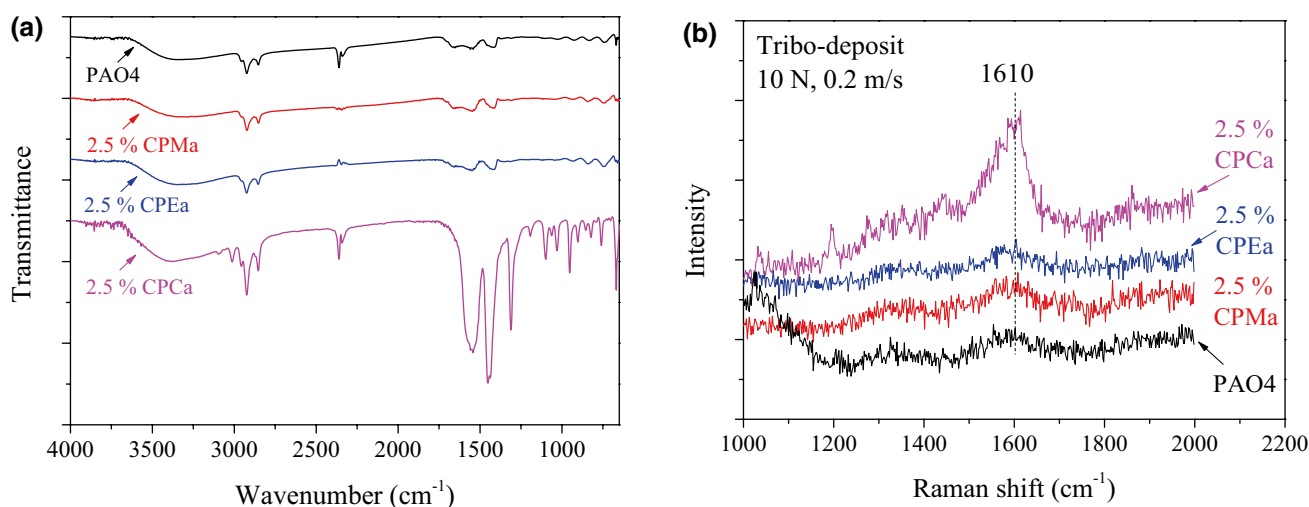 (a)
PAO4
2.5 % CPMa
2.5 % CPEa
2.5 % CPCa
Transmittance
4000 3500 3000 2500 2000 1500 1000
Wavenumber (cm⁻¹)
(b)
Tribo-deposit
10 N, 0.2 m/s
1610
2.5 %
CPCa
2.5 %
CPEa
2.5 %
CPMa
PAO4
Intensity
1000 1200 1400 1600 1800 2000 2200
Raman shift (cm⁻¹)